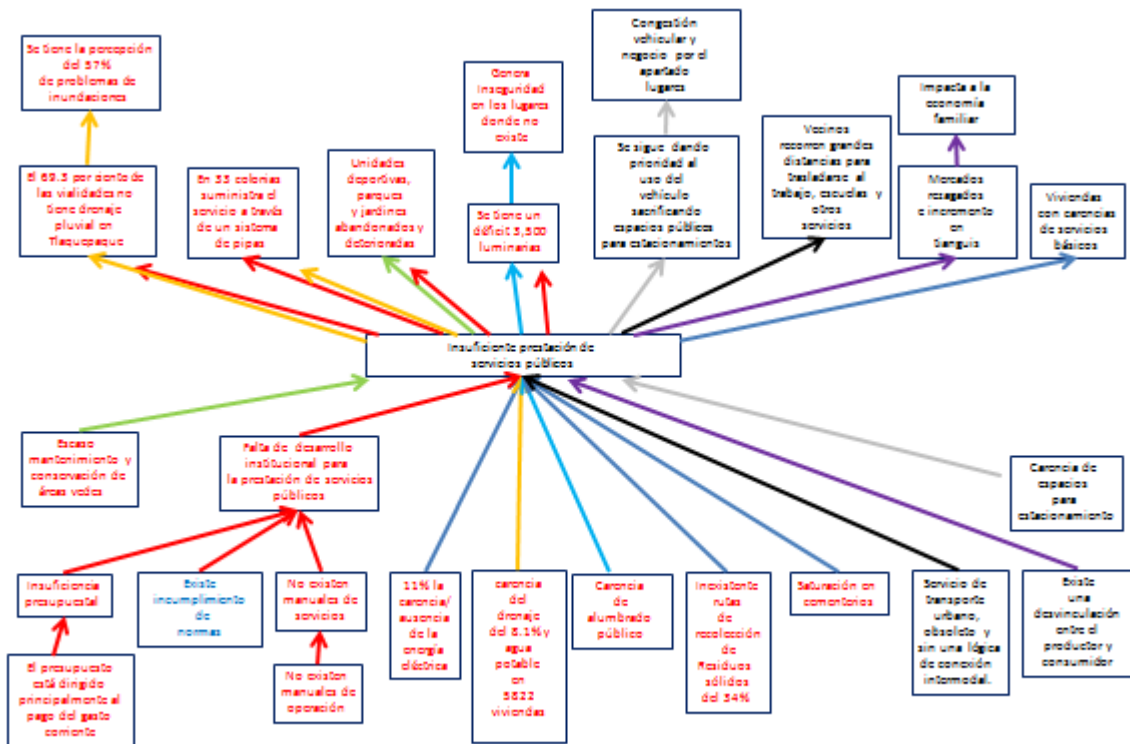 Se tiene la percepción
del 57%
de problemas de
inundaciones
Genera
Inseguridad
en los lugares
donde no
existe
Congestión
vehicular y
negocio por el
apartado
lugares
Impacta a la
economía
familiar
El 69.3 por ciento de
las vialidades no
tiene drenaje
pluvial en
Tlaquepaque
En 33 colonias
suministra el
servicio a través
de un sistema
de pipas
Unidades
deportivas,
parques
y jardines
abandonados y
deterioradas
Se tiene un
déficit 3,500
luminarias
Se sigue dando
prioridad al
uso del
vehículo
sacrificando
espacios públicos
para estacionamientos
Vecinos
recorren grandes
distancias para
trasladarse al
trabajo, escuelas y
otros
servicios
Mercados
rezagados
e incremento
en
tianguis
Viviendas
con carencias
de servicios
básicos
Insuficiente prestación de
servicios públicos
Escaso
mantenimiento y
conservación de
áreas vedes
Falta de desarrollo
institucional para
la prestación de servicios
públicos
Carencia de
espacios
para
estacionamiento
Insuficiencia
presupuestal
Existe
incumplimiento
de
normas
No existen
manuales de
servicios
11% la
carencia/
ausencia
de la
energía
eléctrica
carencia
del
drenaje
del 8.1% y
agua
potable
en
5822
viviendas
Carencia
de
alumbrado
público
Inexistente
rutas
de
recolección
de
Residuos
sólidos
del 34%
Saturación en
cementerios
Servicio de
transporte
urbano,
obsoleto y
sin una lógica
de conexión
intermodal.
Existe
una
desvinculación
entre el
productor y
consumidor
El presupuesto
está dirigido
principalmente al
pago del gasto
corriente
No existen
manuales de
operación